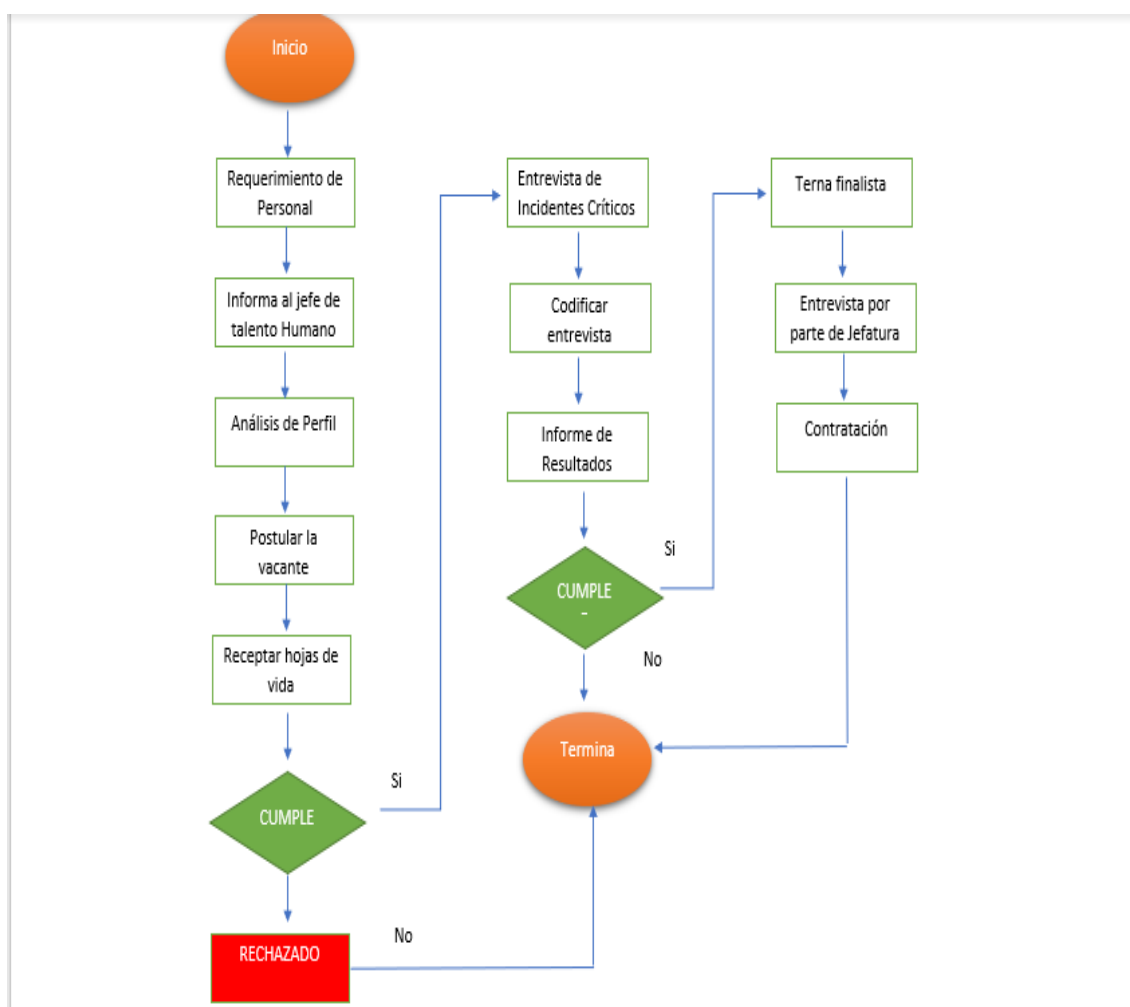 Inicio
Requerimiento de
Personal
Informa al jefe de
talento Humano
Análisis de Perfil
Postular la
vacante
Receptar hojas de
vida
CUMPLE
Si
RECHAZADO
No
Entrevista de
Incidentes Críticos
Codificar
entrevista
Informe de
Resultados
CUMPLE
–
Si
No
Termina
Terna finalista
Entrevista por
parte de Jefatura
Contratación